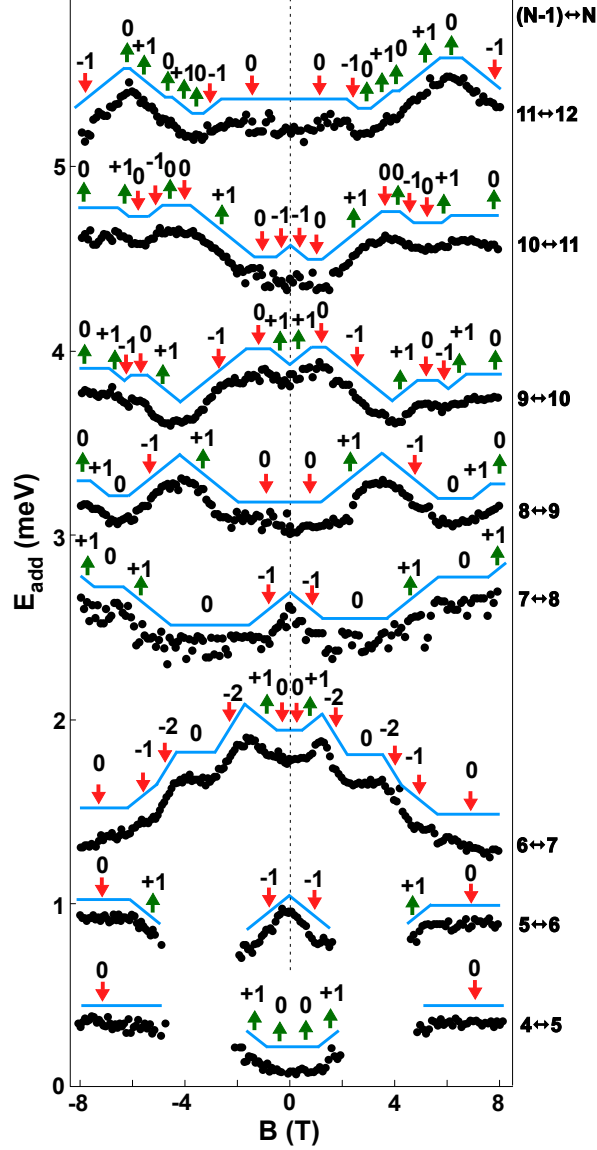 (N-1)↔N
0 0
-1 +1 +1 -1
0 +1 0 -1 0 0 -1 0 +1 0
11↔12
5
0 +1 0 -1 0 0 +1 0 -1 -1 0 +1 0 0 -1 0 +1 0
10↔11
4
0 +1 -1 0 +1 -1 0 +1 +1 0 -1 +1 0 -1 +1 0
9↔10
0 +1 0 -1 +1 0 0 +1 -1 0 +1 0
8↔9
3
+1 0 +1 0 -1 -1 0 +1 0 +1
7↔8
E_add (meV)
2
0 -1 -2 0 -2 +1 0 0 +1 -2 0 -2 -1 0
6↔7
1
0 +1 -1 -1 0
5↔6
0 +1 0 0 +1 0
4↔5
0
-8 -4 0 4 8
B (T)